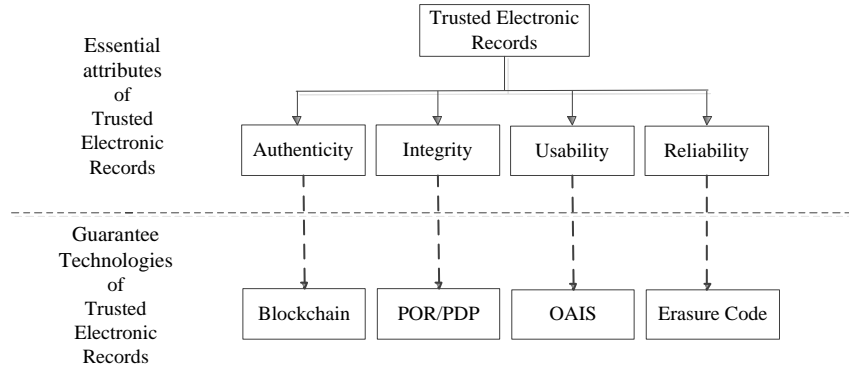 Trusted Electronic
Records
Essential
attributes
of
Trusted
Electronic
Records
Authenticity
Integrity
Usability
Reliability
Guarantee
Technologies
of
Trusted
Electronic
Records
Blockchain
POR/PDP
OAIS
Erasure Code